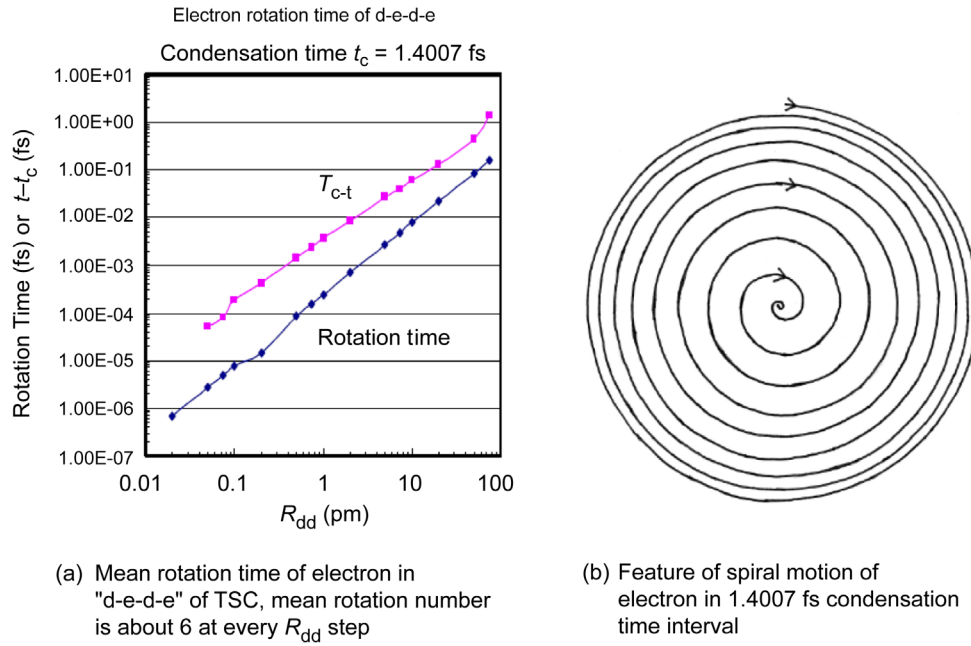 Electron rotation time of d-e-d-e
Condensation time tc = 1.4007 fs
1.00E+01
1.00E+00
1.00E-01
1.00E-02
1.00E-03
1.00E-04
1.00E-05
1.00E-06
1.00E-07
Rotation Time (fs) or t–tc (fs)
Tc-t
Rotation time
0.01 0.1 1 10 100
Rdd (pm)
(a) Mean rotation time of electron in
"d-e-d-e" of TSC, mean rotation number
is about 6 at every Rdd step
(b) Feature of spiral motion of
electron in 1.4007 fs condensation
time interval